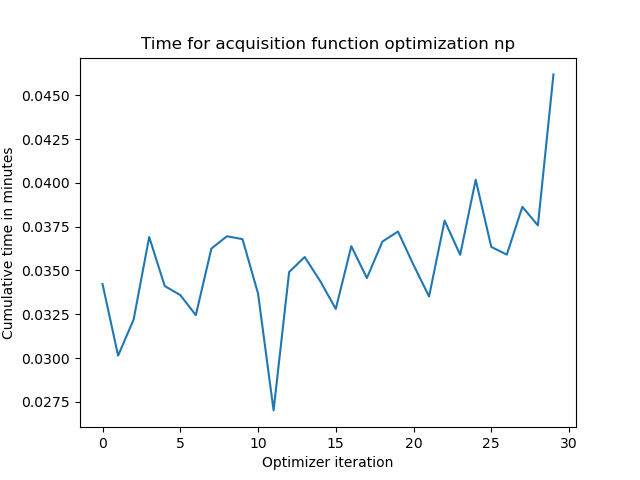 Time for acquisition function optimization np
Cumulative time in minutes
0.0450
0.0425
0.0400
0.0375
0.0350
0.0325
0.0300
0.0275
0 5 10 15 20 25 30
Optimizer iteration